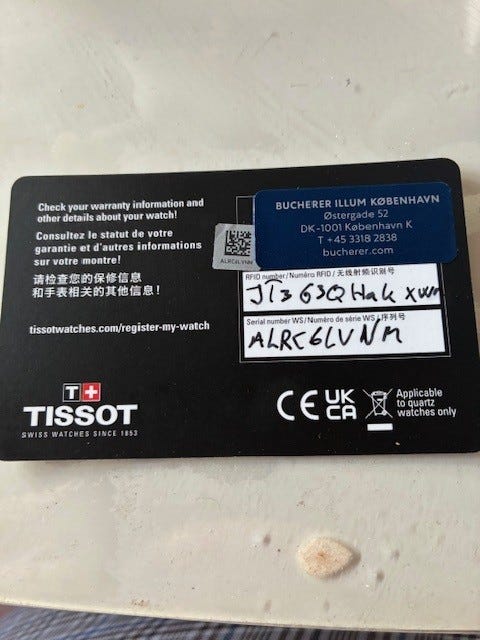 Check your warranty information and
other details about your watch!
Consultez le statut de votre
garantie et d'autres informations
sur votre montre!
请检查您的保修信息
和手表相关的其他信息！
tissotwatches.com/register-my-watch
T+
TISSOT
SWISS WATCHES SINCE 1853
BUCHERER ILLUM KØBENHAVN
Østergade 52
DK-1001 København K
T +45 3318 2838
bucherer.com
ALRC6LVNM
RFID number/Numéro RFID / 无线射频识别号
Serial number WS/Numéro de série WS/序列号
ALRC6LVNM
CE UK
CA
Applicable
to quartz
watches only